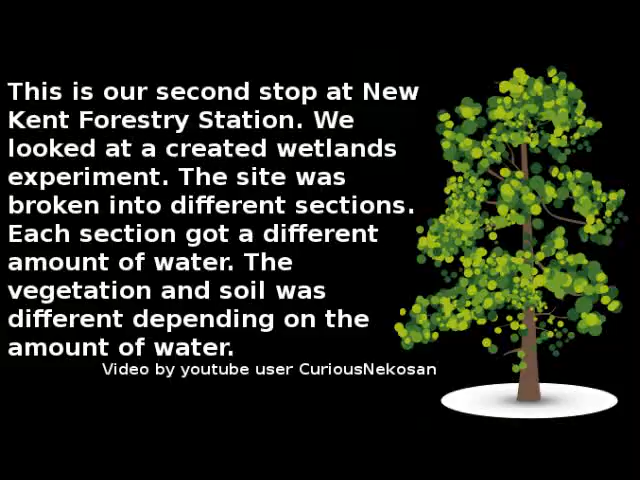 This is our second stop at New
Kent Forestry Station. We
looked at a created wetlands
experiment. The site was
broken into different sections.
Each section got a different
amount of water. The
vegetation and soil was
different depending on the
amount of water.
Video by youtube user CuriousNekosan